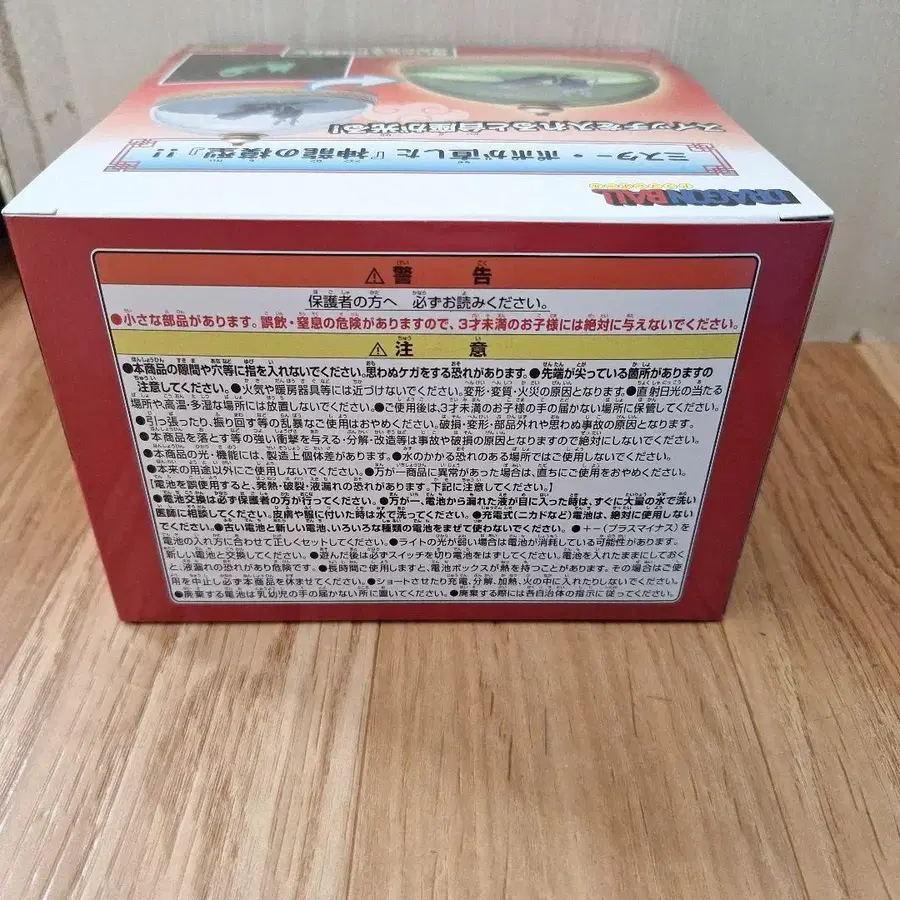 スイッチを入れると台座が光る!
ミスター・ポポが直した『神龍の模型』!!
DRAGON BALL
⚠警告
保護者の方へ 必ずお読みください。
●小さな部品があります。誤飲・窒息の危険がありますので、3才未満のお子様には絶対に与えないでください。
⚠注意
●本商品の隙間や穴等に指を入れないでください。思わぬケガをする恐れがあります。●先端が尖っている箇所がありますの
注意してください。●火気や暖房器具等には近づけないでください。変形・変質・火災の原因となります。●直射日光の当たる
場所や、高温・多湿な場所には放置しないでください。●ご使用後は、3才未満のお子様の手の届かない場所に保管してください。
●引っ張ったり、振り回す等の乱暴なご使用はおやめください。破損・変形・部品外れや思わぬ事故の原因となります。
●本商品を落とす等の強い衝撃を与える・分解・改造等は事故や破損の原因となりますので絶対にしないでください。
●本商品の光・機能には、製造上個体差があります。●水のかかる恐れのある場所ではご使用しないでください。
●本来の用途以外にご使用しないでください。●万が一商品に異常があった場合は、直ちにご使用をおやめください。
【電池を誤使用すると、発熱・破裂・液漏れの恐れがあります。下記に注意してください。】
●電池交換は必ず保護者の方が行ってください。●万が一、電池から漏れた液が目に入った時は、すぐに大量の水で洗い
医師に相談してください。皮膚や服に付いた時は水で洗ってください。●充電式(ニカドなど)電池は、絶対に使用しない
でください。●古い電池と新しい電池、いろいろな種類の電池をまぜて使わないでください。●+-(プラスマイナス)を
電池の入れ方に合わせて正しくセットしてください。●ライトの光が弱い場合は電池が消耗している可能性があります。
新しい電池と交換してください。●遊んだ後は必ずスイッチを切り電池をはずしてください。電池を入れたままにしておく
と、液漏れの恐れがあり危険です。●長時間ご使用しますと、電池ボックスが熱を持つことがあります。その場合はご使
用を中止し必ず本商品を休ませてください。●ショートさせたり充電、分解、加熱、火の中に入れたりしないでください。
●廃棄する電池は乳幼児の手の届かない所に置いてください。●廃棄する際には各自治体の指示に従ってください。